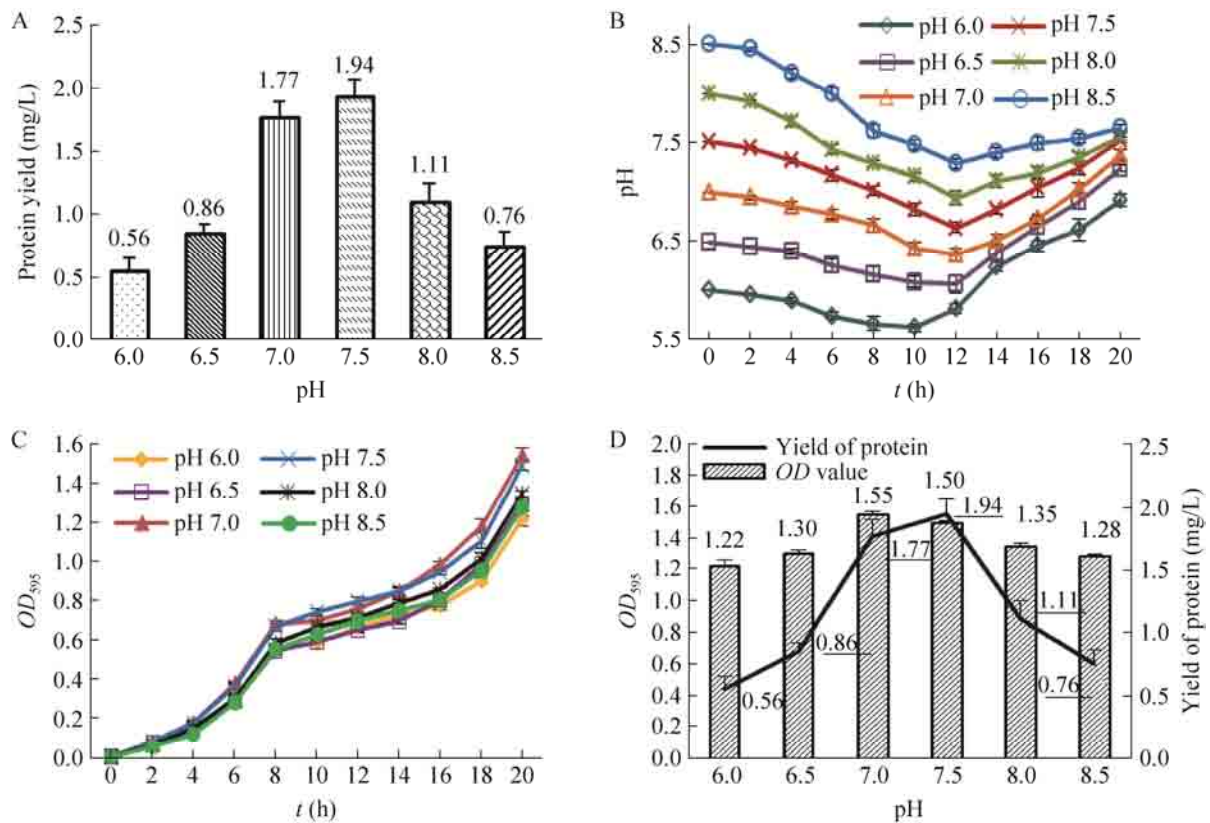 A
Protein yield (mg/L)
2.5
2.0
1.5
1.0
0.5
0.0
0.56
0.86
1.77
1.94
1.11
0.76
6.0 6.5 7.0 7.5 8.0 8.5
pH
B
pH
8.5
7.5
6.5
5.5
pH 6.0 pH 7.5
pH 6.5 pH 8.0
pH 7.0 pH 8.5
0 2 4 6 8 10 12 14 16 18 20
t (h)
C
OD595
1.6
1.4
1.2
1.0
0.8
0.6
0.4
0.2
0.0
pH 6.0 pH 7.5
pH 6.5 pH 8.0
pH 7.0 pH 8.5
0 2 4 6 8 10 12 14 16 18 20
t (h)
D
OD595
2.0
1.8
1.6
1.4
1.2
1.0
0.8
0.6
0.4
0.2
0.0
Yield of protein
OD value
1.22
1.30
1.55
1.50
1.35
1.28
0.56
0.86
1.77
1.94
1.11
0.76
2.5
2.0
1.5
1.0
0.5
0.0
Yield of protein (mg/L)
6.0 6.5 7.0 7.5 8.0 8.5
pH